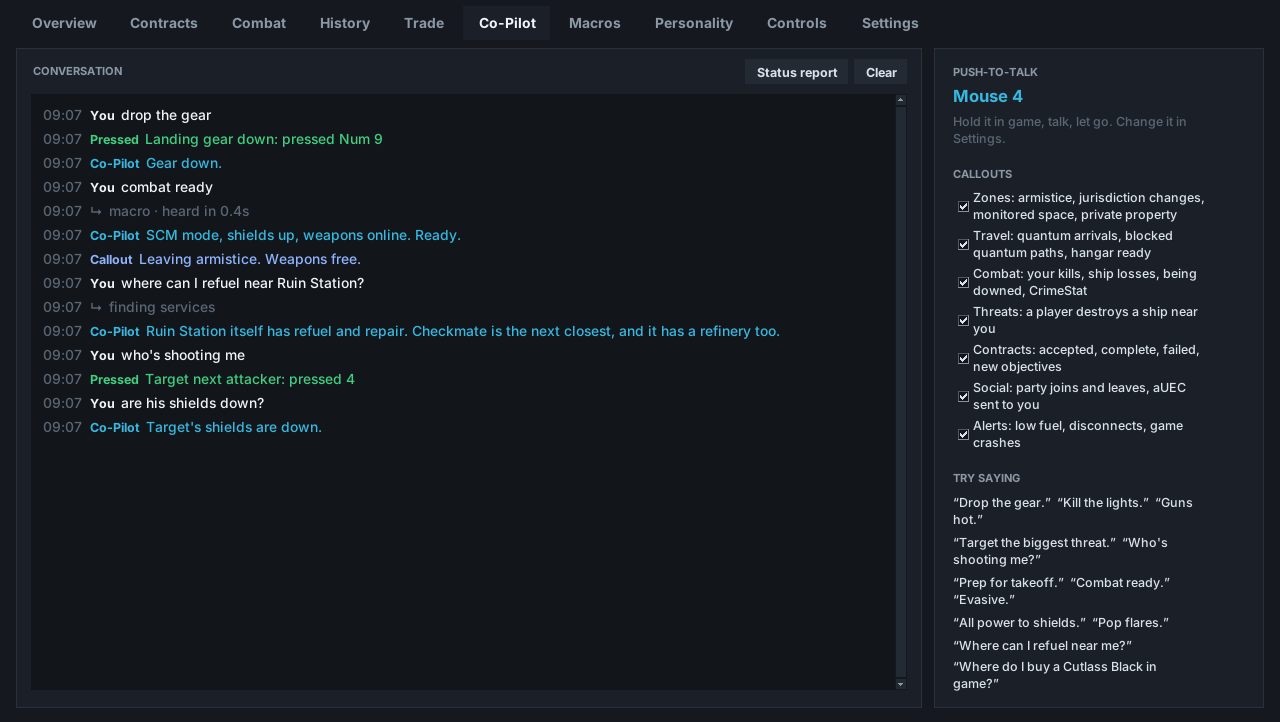 Overview Contracts Combat History Trade Co-Pilot Macros Personality Controls Settings
CONVERSATION
Status report Clear
09:07 You drop the gear
09:07 Pressed Landing gear down: pressed Num 9
09:07 Co-Pilot Gear down.
09:07 You combat ready
09:07 ↳ macro · heard in 0.4s
09:07 Co-Pilot SCM mode, shields up, weapons online. Ready.
09:07 Callout Leaving armistice. Weapons free.
09:07 You where can I refuel near Ruin Station?
09:07 ↳ finding services
09:07 Co-Pilot Ruin Station itself has refuel and repair. Checkmate is the next closest, and it has a refinery too.
09:07 You who's shooting me
09:07 Pressed Target next attacker: pressed 4
09:07 You are his shields down?
09:07 Co-Pilot Target's shields are down.
PUSH-TO-TALK
Mouse 4
Hold it in game, talk, let go. Change it in
Settings.
CALLOUTS
Zones: armistice, jurisdiction changes,
monitored space, private property
Travel: quantum arrivals, blocked
quantum paths, hangar ready
Combat: your kills, ship losses, being
downed, CrimeStat
Threats: a player destroys a ship near
you
Contracts: accepted, complete, failed,
new objectives
Social: party joins and leaves, aUEC
sent to you
Alerts: low fuel, disconnects, game
crashes
TRY SAYING
“Drop the gear.” “Kill the lights.” “Guns
hot.”
“Target the biggest threat.” “Who's
shooting me?”
“Prep for takeoff.” “Combat ready.”
“Evasive.”
“All power to shields.” “Pop flares.”
“Where can I refuel near me?”
“Where do I buy a Cutlass Black in
game?”